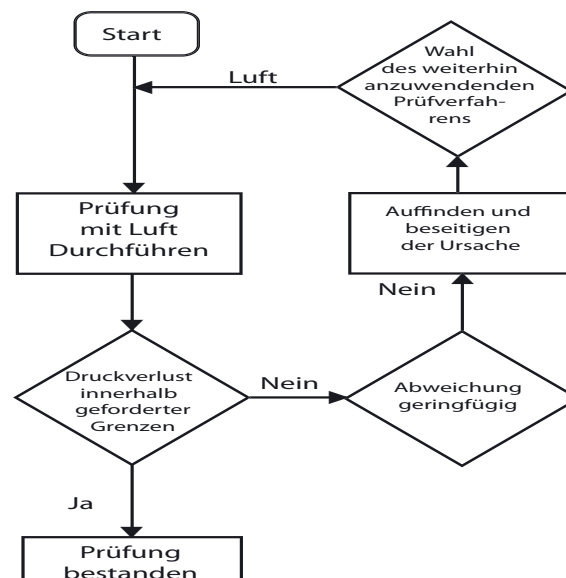 Start
Wahl
des weiterhin
anzuwendenden
Prüfverfah-
rens
Luft
Prüfung
mit Luft
Durchführen
Auffinden und
beseitigen
der Ursache
Nein
Druckverlust
innerhalb
geforderter
Grenzen
Nein
Abweichung
geringfügig
Ja
Prüfung
bestanden